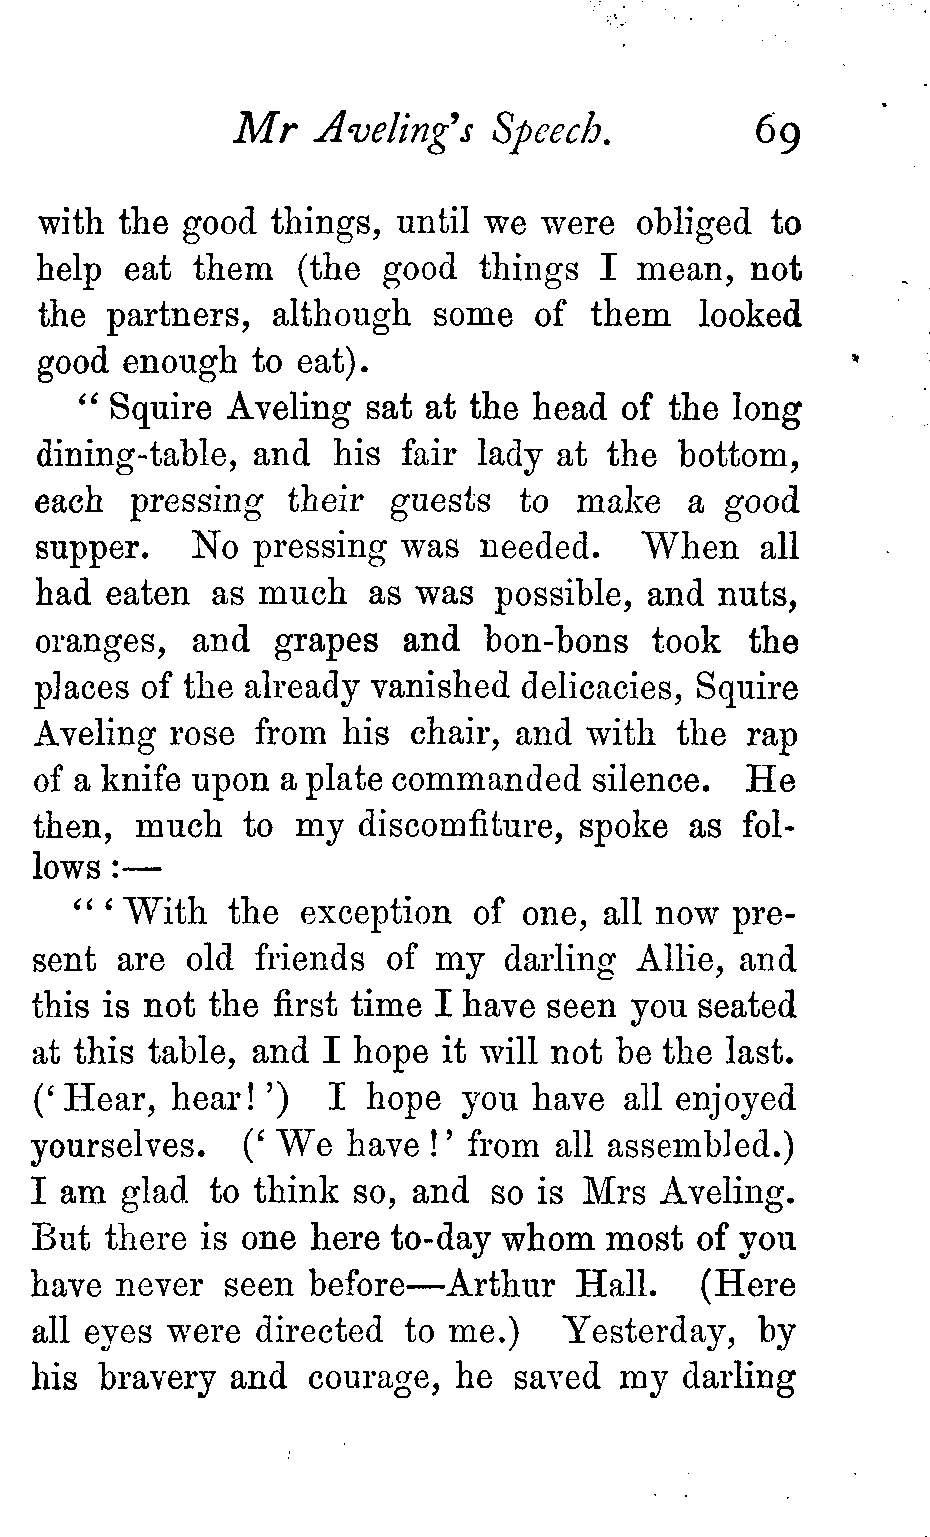 Mr Aveling's Speech. 69
with the good things, until we were obliged to
help eat them (the good things I mean, not
the partners, although some of them looked
good enough to eat).
“ Squire Aveling sat at the head of the long
dining-table, and his fair lady at the bottom,
each pressing their guests to make a good
supper. No pressing was needed. When all
had eaten as much as was possible, and nuts,
oranges, and grapes and bon-bons took the
places of the already vanished delicacies, Squire
Aveling rose from his chair, and with the rap
of a knife upon a plate commanded silence. He
then, much to my discomfiture, spoke as fol-
lows :—
“ ‘ With the exception of one, all now pre-
sent are old friends of my darling Allie, and
this is not the first time I have seen you seated
at this table, and I hope it will not be the last.
(‘ Hear, hear! ’) I hope you have all enjoyed
yourselves. (‘ We have ! ’ from all assembled.)
I am glad to think so, and so is Mrs Aveling.
But there is one here to-day whom most of you
have never seen before—Arthur Hall. (Here
all eyes were directed to me.) Yesterday, by
his bravery and courage, he saved my darling